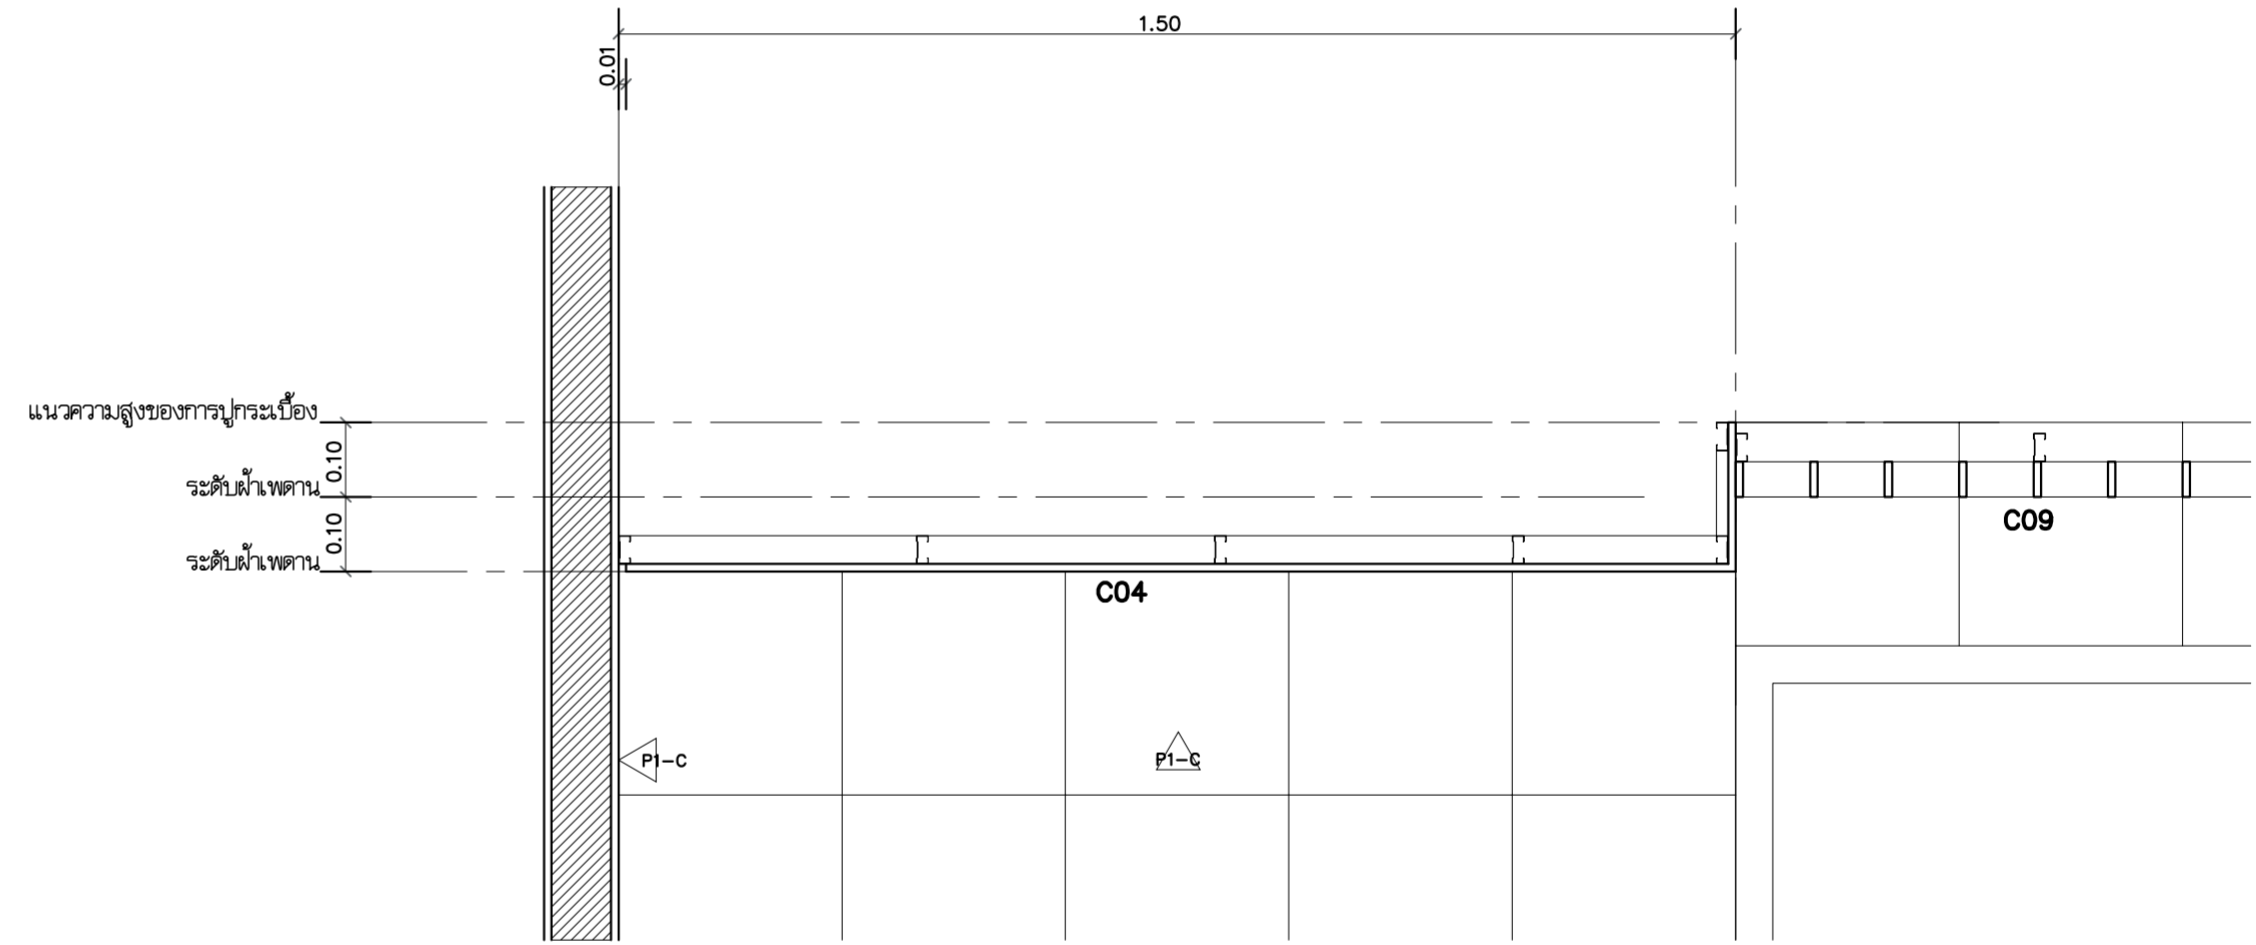 1.50
0.01
แนวความสูงของการปูกระเบื้อง
0.10
ระดับฝ้าเพดาน
0.10
ระดับฝ้าเพดาน
C09
C04
P1-C
P1-C